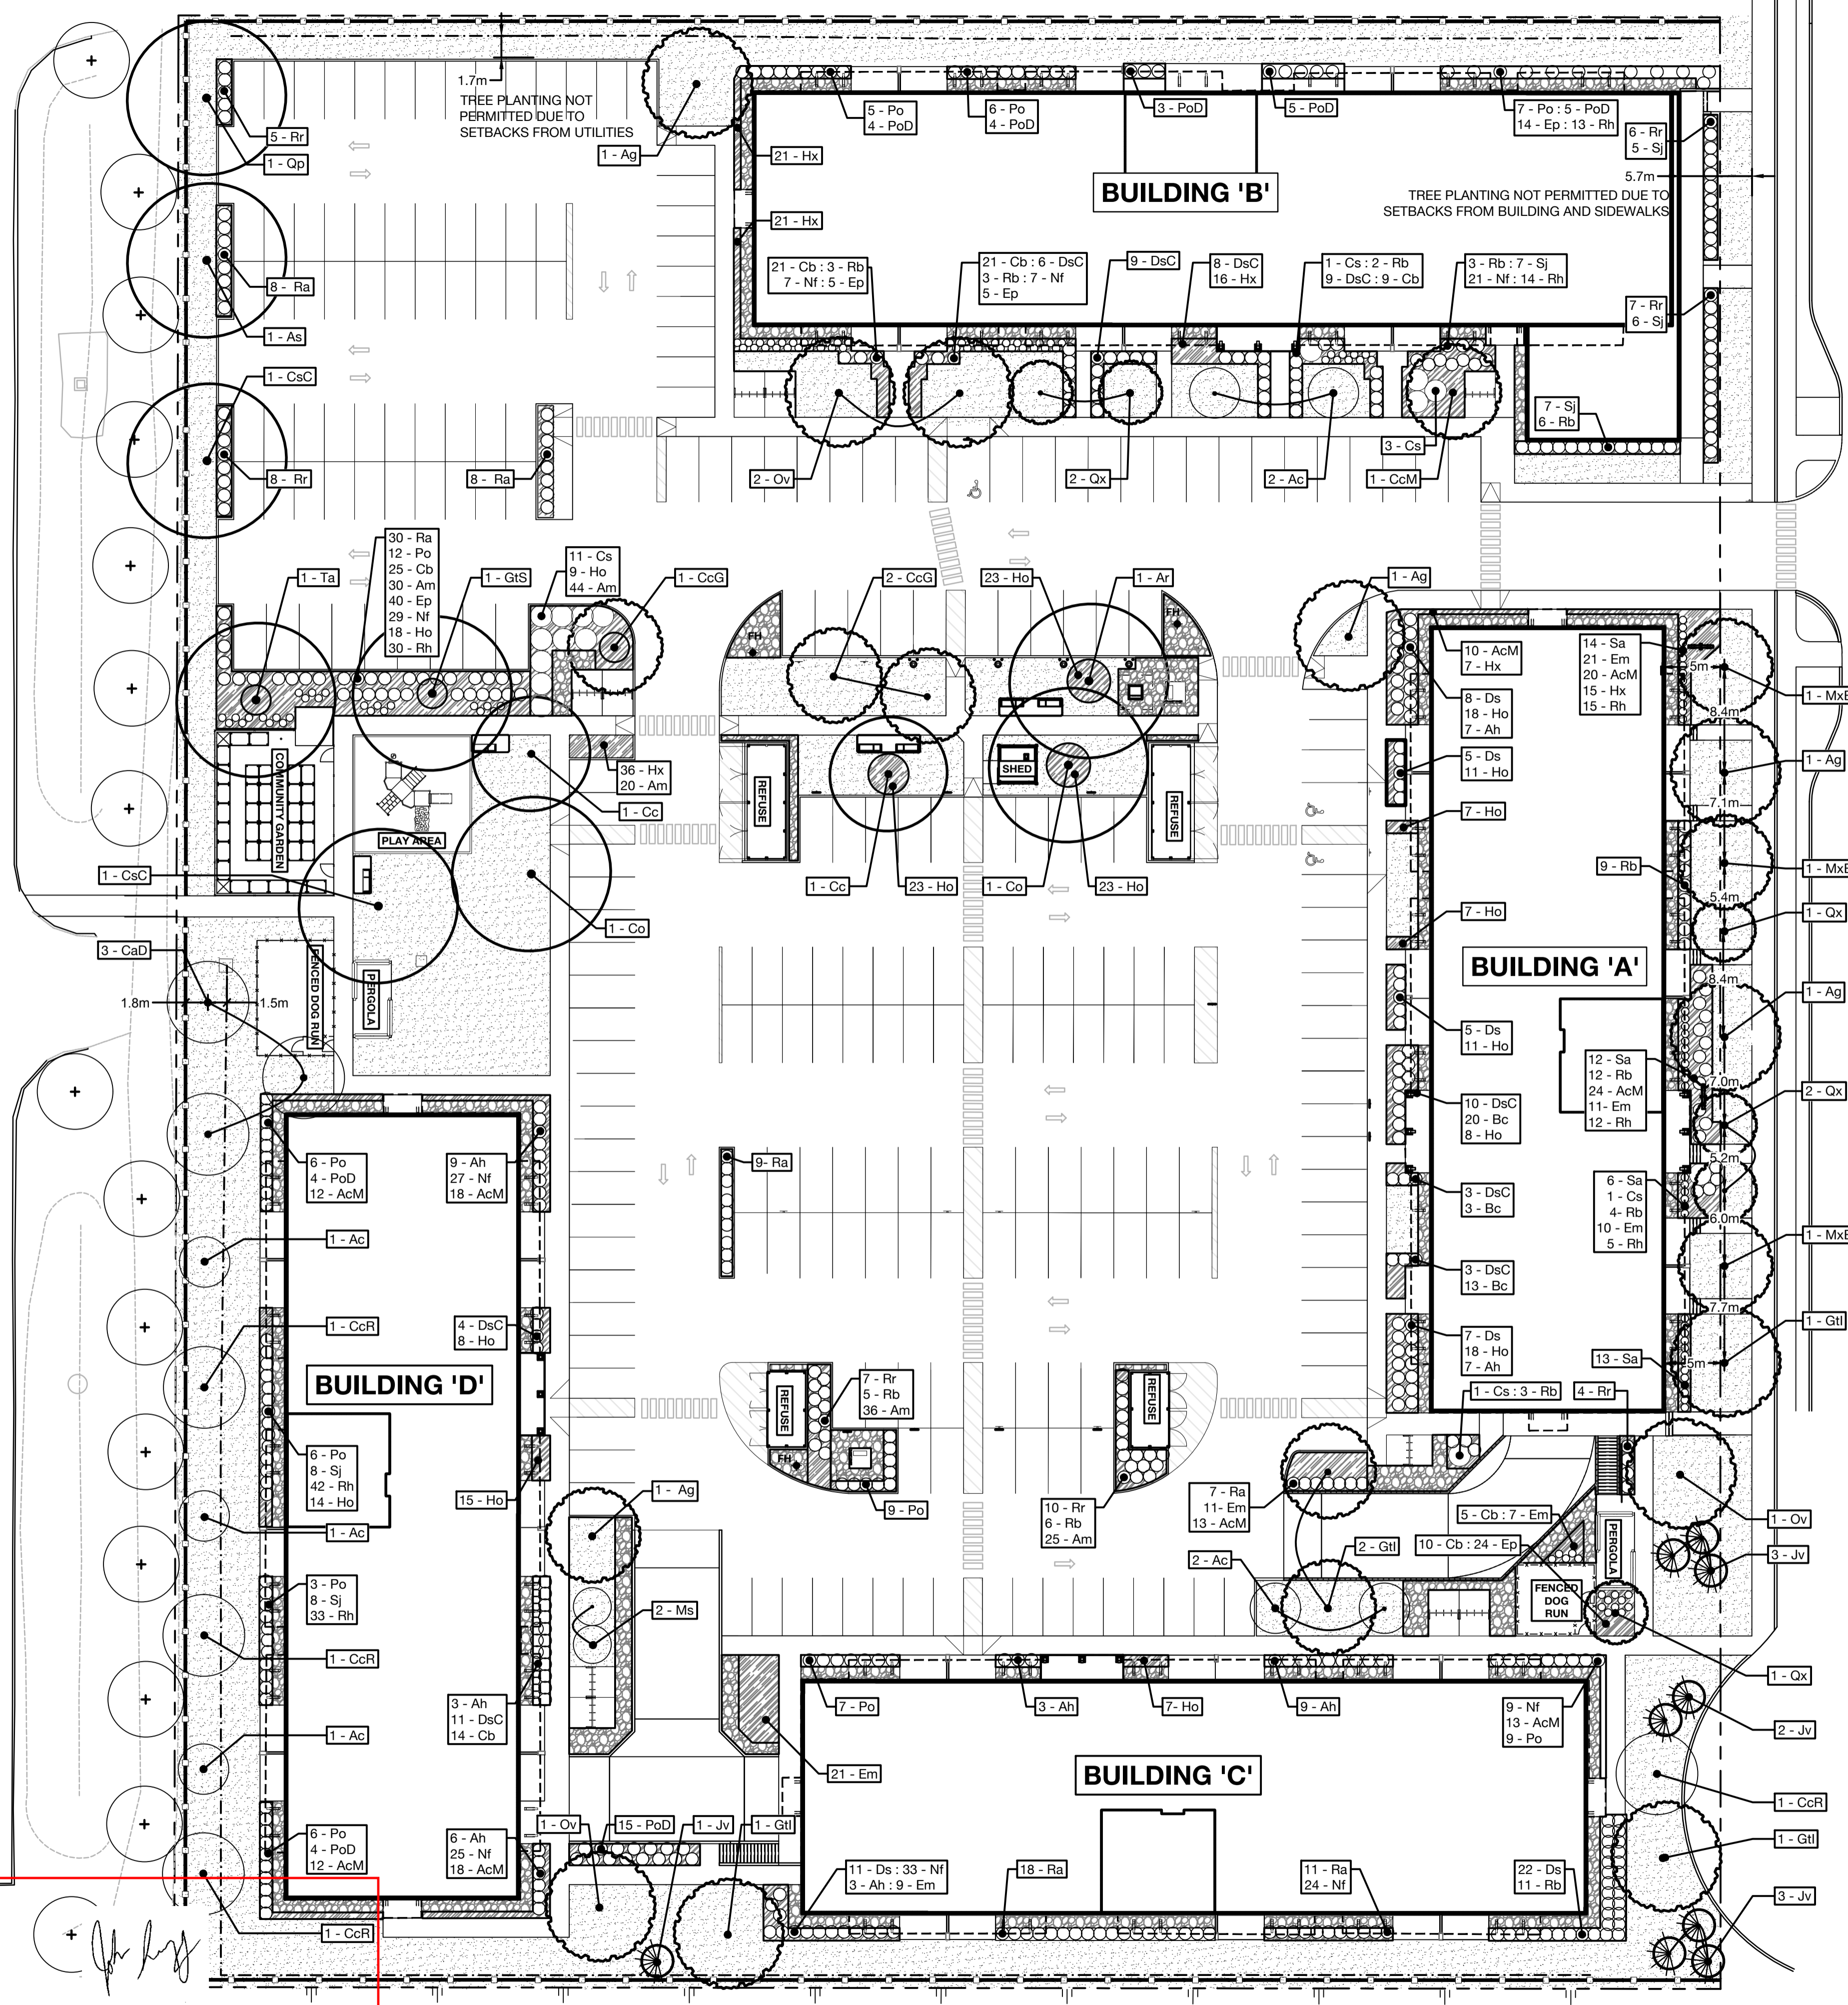 1.7m
TREE PLANTING NOT
PERMITTED DUE TO
SETBACKS FROM UTILITIES
5 - Rr
1 - Qp
1 - Ag
5 - Po
4 - PoD
6 - Po
4 - PoD
3 - PoD
5 - PoD
7 - Po : 5 - PoD
14 - Ep : 13 - Rh
6 - Rr
5 - Sj
21 - Hx
5.7m
BUILDING 'B'
TREE PLANTING NOT PERMITTED DUE TO
SETBACKS FROM BUILDING AND SIDEWALKS
21 - Hx
8 - Ra
1 - As
21 - Cb : 3 - Rb
7 - Nf : 5 - Ep
21 - Cb : 6 - DsC
3 - Rb : 7 - Nf
5 - Ep
9 - DsC
8 - DsC
16 - Hx
1 - Cs : 2 - Rb
9 - DsC : 9 - Cb
3 - Rb : 7 - Sj
21 - Nf : 14 - Rh
7 - Rr
6 - Sj
1 - CsC
8 - Rr
8 - Ra
2 - Ov
2 - Qx
2 - Ac
3 - Cs
1 - CcM
7 - Sj
6 - Rb
1 - Ta
30 - Ra
12 - Po
25 - Cb
30 - Am
40 - Ep
29 - Nf
18 - Ho
30 - Rh
1 - GtS
11 - Cs
9 - Ho
44 - Am
1 - CcG
2 - CcG
23 - Ho
1 - Ar
1 - Ag
FH
FH
10 - AcM
7 - Hx
14 - Sa
21 - Em
20 - AcM
15 - Hx
15 - Rh
5m
1 - MxE
8.4m
8 - Ds
18 - Ho
7 - Ah
COMMUNITY GARDEN
PLAY AREA
36 - Hx
20 - Am
1 - Cc
REFUSE
SHED
REFUSE
5 - Ds
11 - Ho
1 - Ag
7.1m
7 - Ho
1 - CsC
1 - Co
1 - Cc
23 - Ho
1 - Co
23 - Ho
9 - Rb
1 - MxE
5.4m
1 - Qx
7 - Ho
3 - CaD
1.8m
1.5m
FENCED DOG RUN
PERGOLA
BUILDING 'A'
8.4m
1 - Ag
5 - Ds
11 - Ho
12 - Sa
12 - Rb
24 - AcM
11- Em
12 - Rh
7.0m
2 - Qx
10 - DsC
20 - Bc
8 - Ho
5.2m
6 - Po
4 - PoD
12 - AcM
9 - Ah
27 - Nf
18 - AcM
9- Ra
3 - DsC
3 - Bc
6 - Sa
1 - Cs
4- Rb
10 - Em
5 - Rh
6.0m
1 - MxE
1 - Ac
3 - DsC
13 - Bc
7.7m
1 - CcR
4 - DsC
8 - Ho
7 - Ds
18 - Ho
7 - Ah
1 - Gtl
13 - Sa
5m
BUILDING 'D'
REFUSE
7 - Rr
5 - Rb
36 - Am
REFUSE
1 - Cs : 3 - Rb
4 - Rr
6 - Po
8 - Sj
42 - Rh
14 - Ho
15 - Ho
1 - Ag
FH
9 - Po
10 - Rr
6 - Rb
25 - Am
7 - Ra
11- Em
13 - AcM
5 - Cb : 7 - Em
10 - Cb : 24 - Ep
1 - Ov
1 - Ac
2 - Ac
2 - Gtl
PERGOLA
3 - Jv
3 - Po
8 - Sj
33 - Rh
2 - Ms
FENCED
DOG
RUN
1 - CcR
1 - Qx
3 - Ah
11 - DsC
14 - Cb
7 - Po
3 - Ah
7- Ho
9 - Ah
9 - Nf
13 - AcM
9 - Po
2 - Jv
1 - Ac
21 - Em
BUILDING 'C'
1 - CcR
6 - Po
4 - PoD
12 - AcM
6 - Ah
25 - Nf
18 - AcM
1 - Ov
15 - PoD
1 - Jv
1 - Gtl
1 - Gtl
11 - Ds : 33 - Nf
3 - Ah : 9 - Em
18 - Ra
11 - Ra
24 - Nf
22 - Ds
11 - Rb
3 - Jv
1 - CcR